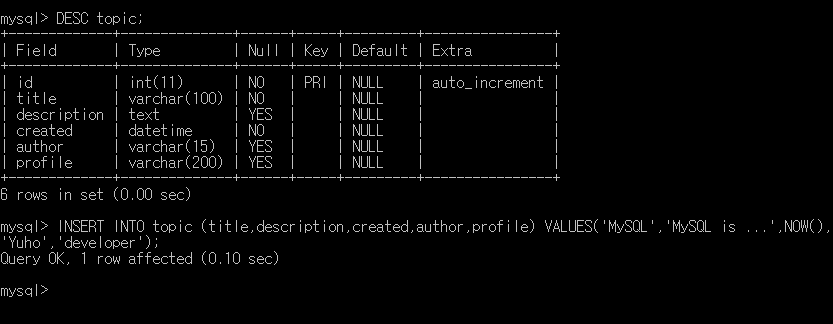 mysql> DESC topic;
+-------------+--------------+------+-----+---------+----------------+
| Field       | Type         | Null | Key | Default | Extra          |
+-------------+--------------+------+-----+---------+----------------+
| id          | int(11)      | NO   | PRI | NULL    | auto_increment |
| title       | varchar(100) | NO   |     | NULL    |                |
| description | text         | YES  |     | NULL    |                |
| created     | datetime     | NO   |     | NULL    |                |
| author      | varchar(15)  | YES  |     | NULL    |                |
| profile     | varchar(200) | YES  |     | NULL    |                |
+-------------+--------------+------+-----+---------+----------------+
6 rows in set (0.00 sec)
mysql> INSERT INTO topic (title,description,created,author,profile) VALUES('MySQL','MySQL is ...',NOW(),
'Yuho','developer');
Query OK, 1 row affected (0.10 sec)
mysql>